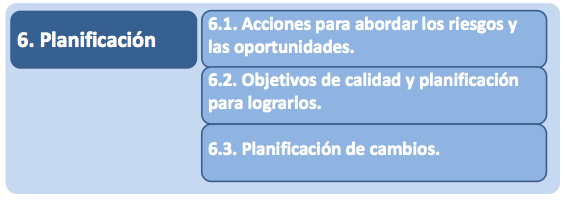 6. Planificación
6.1. Acciones para abordar los riesgos y
las oportunidades.
6.2. Objetivos de calidad y planificación
para lograrlos.
6.3. Planificación de cambios.